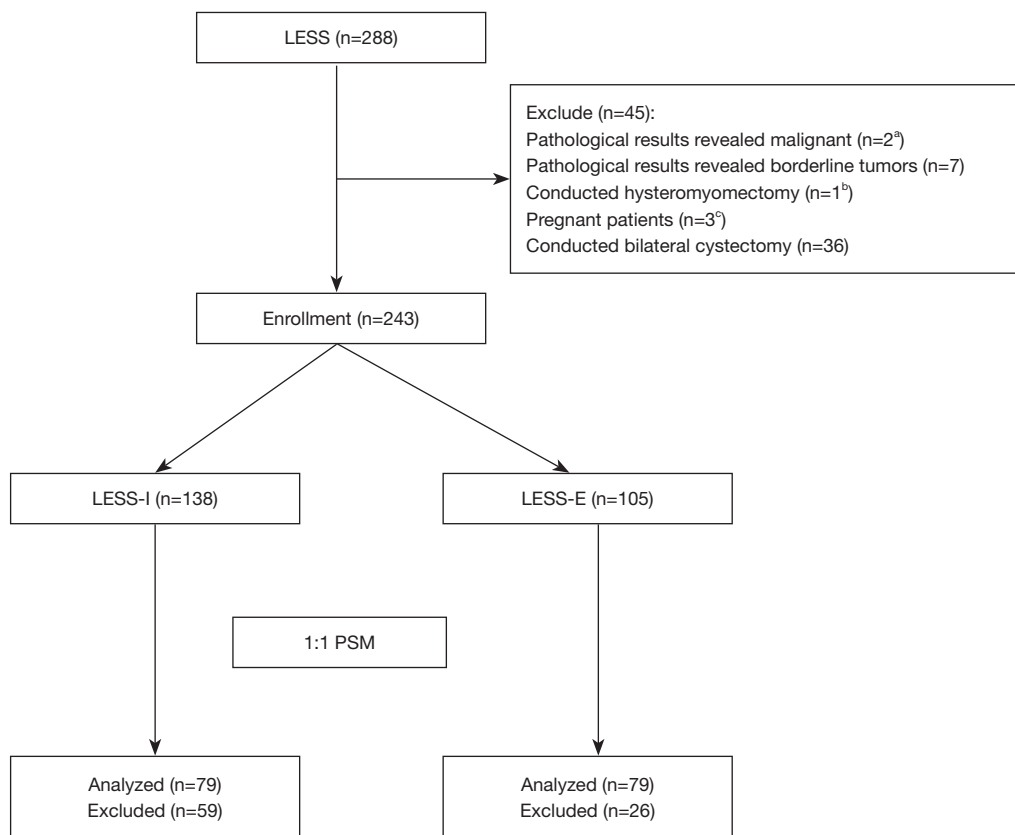 LESS (n=288)
Exclude (n=45):
Pathological results revealed malignant (n=2ᵃ)
Pathological results revealed borderline tumors (n=7)
Conducted hysteromyomectomy (n=1ᵇ)
Pregnant patients (n=3ᶜ)
Conducted bilateral cystectomy (n=36)
Enrollment (n=243)
LESS-I (n=138)
LESS-E (n=105)
1:1 PSM
Analyzed (n=79)
Excluded (n=59)
Analyzed (n=79)
Excluded (n=26)